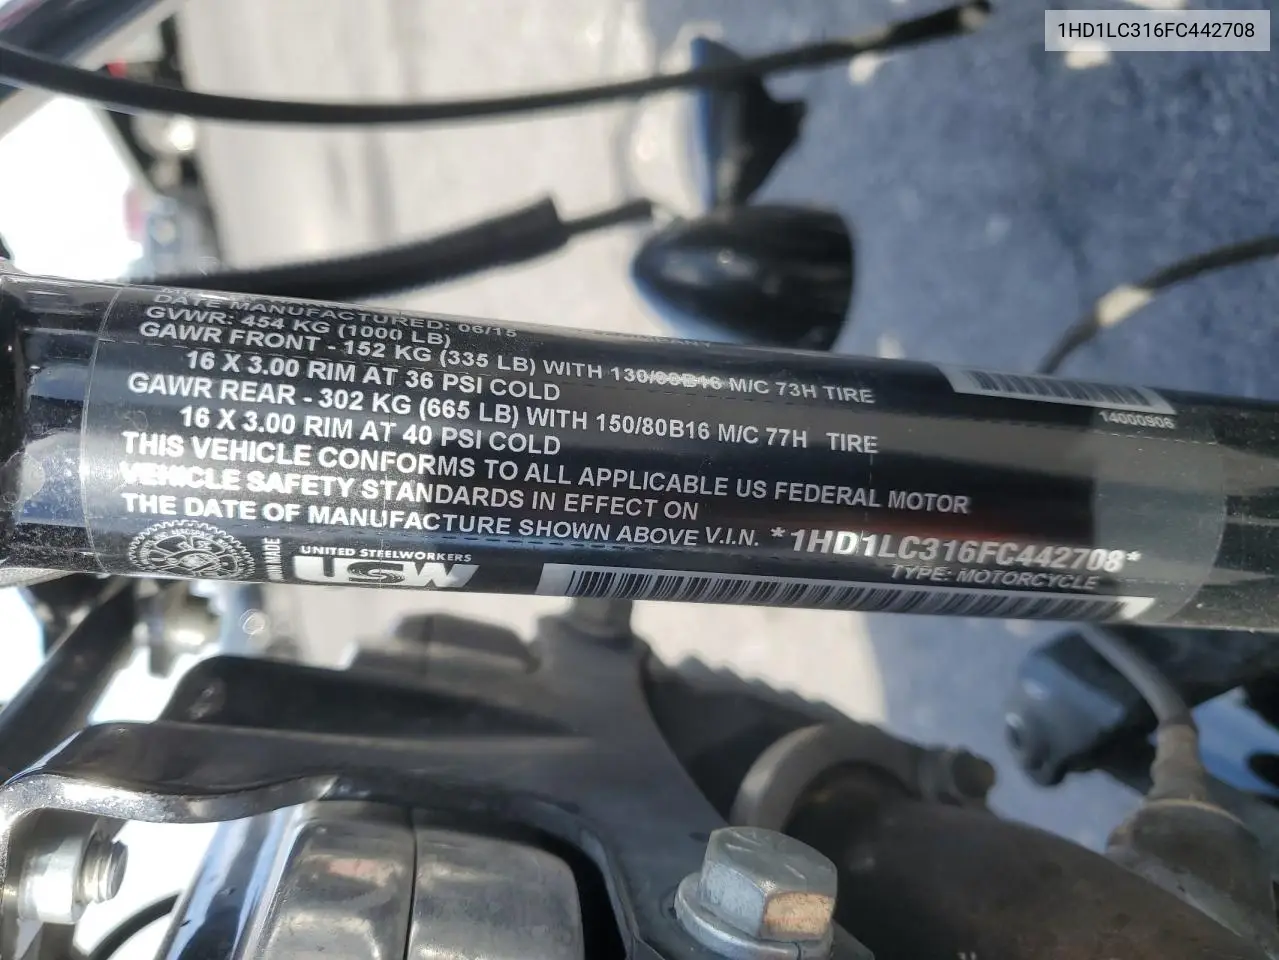 1HD1LC316FC442708
DATE MANUFACTURED: 06/15
GVWR: 454 KG (1000 LB)
GAWR FRONT - 152 KG (335 LB) WITH 130/90B16 M/C 73H TIRE
16 X 3.00 RIM AT 36 PSI COLD
GAWR REAR - 302 KG (665 LB) WITH 150/80B16 M/C 77H TIRE
16 X 3.00 RIM AT 40 PSI COLD
THIS VEHICLE CONFORMS TO ALL APPLICABLE US FEDERAL MOTOR
VEHICLE SAFETY STANDARDS IN EFFECT ON
THE DATE OF MANUFACTURE SHOWN ABOVE V.I.N. *1HD1LC316FC442708*
TYPE: MOTORCYCLE
UNITED STEELWORKERS
USW
14000906